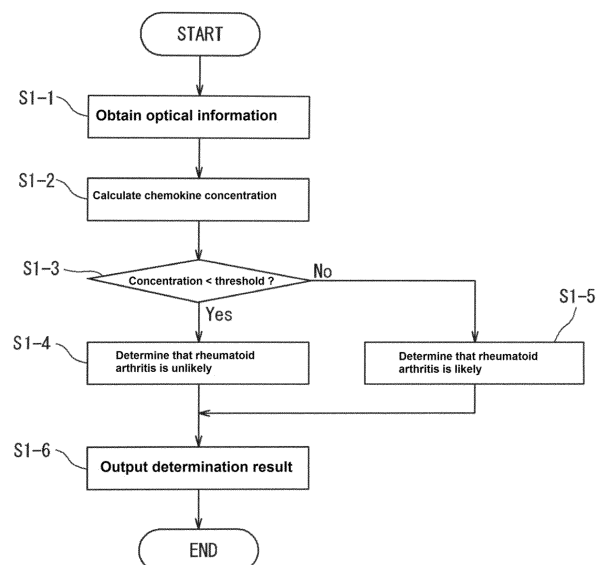 START
S1-1
Obtain optical information
S1-2
Calculate chemokine concentration
S1-3
Concentration < threshold ?
No
Yes
S1-4
Determine that rheumatoid
arthritis is unlikely
S1-5
Determine that rheumatoid
arthritis is likely
S1-6
Output determination result
END